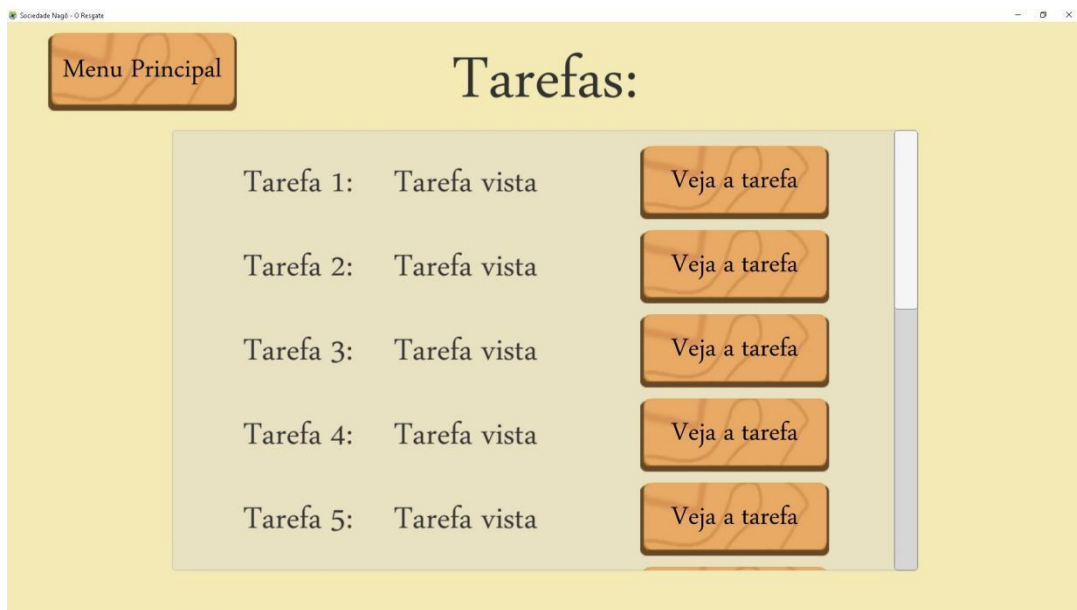 Sociedade Nagô - O Resgate
Menu Principal
Tarefas:
Tarefa 1: Tarefa vista Veja a tarefa
Tarefa 2: Tarefa vista Veja a tarefa
Tarefa 3: Tarefa vista Veja a tarefa
Tarefa 4: Tarefa vista Veja a tarefa
Tarefa 5: Tarefa vista Veja a tarefa